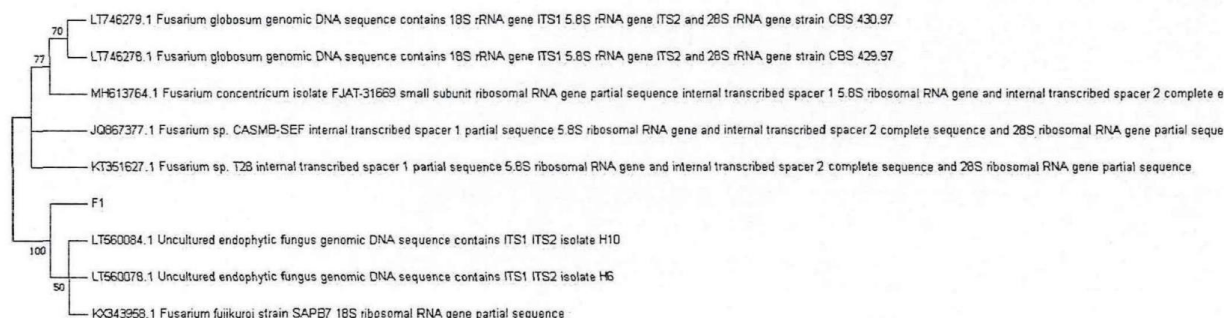 70
LT746279.1 Fusarium globosum genomic DNA sequence contains 18S rRNA gene ITS1 5.8S rRNA gene ITS2 and 28S rRNA gene strain CBS 430.97
LT746278.1 Fusarium globosum genomic DNA sequence contains 18S rRNA gene ITS1 5.8S rRNA gene ITS2 and 28S rRNA gene strain CBS 429.97
77
MH613764.1 Fusarium concentricum isolate FJAT-31669 small subunit ribosomal RNA gene partial sequence internal transcribed spacer 1 5.8S ribosomal RNA gene and internal transcribed spacer 2 complete e
JQ867377.1 Fusarium sp. CASMB-SEF internal transcribed spacer 1 partial sequence 5.8S ribosomal RNA gene and internal transcribed spacer 2 complete sequence and 28S ribosomal RNA gene partial seque
KT351627.1 Fusarium sp. T28 internal transcribed spacer 1 partial sequence 5.8S ribosomal RNA gene and internal transcribed spacer 2 complete sequence and 28S ribosomal RNA gene partial sequence
F1
100
LT560084.1 Uncultured endophytic fungus genomic DNA sequence contains ITS1 ITS2 isolate H10
LT560078.1 Uncultured endophytic fungus genomic DNA sequence contains ITS1 ITS2 isolate H6
50
KX343958.1 Fusarium fujikuroi strain SAPB7 18S ribosomal RNA gene partial sequence